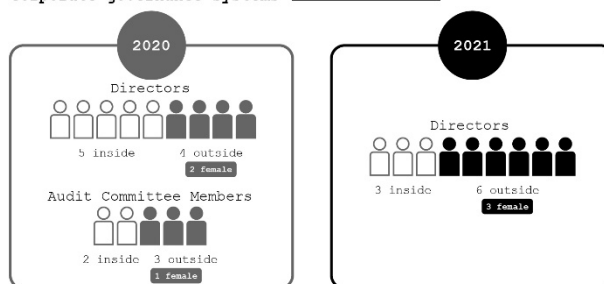 2020
Directors
5 inside 4 outside
2 female
Audit Committee Members
2 inside 3 outside
1 female
2021
Directors
3 inside 6 outside
3 female